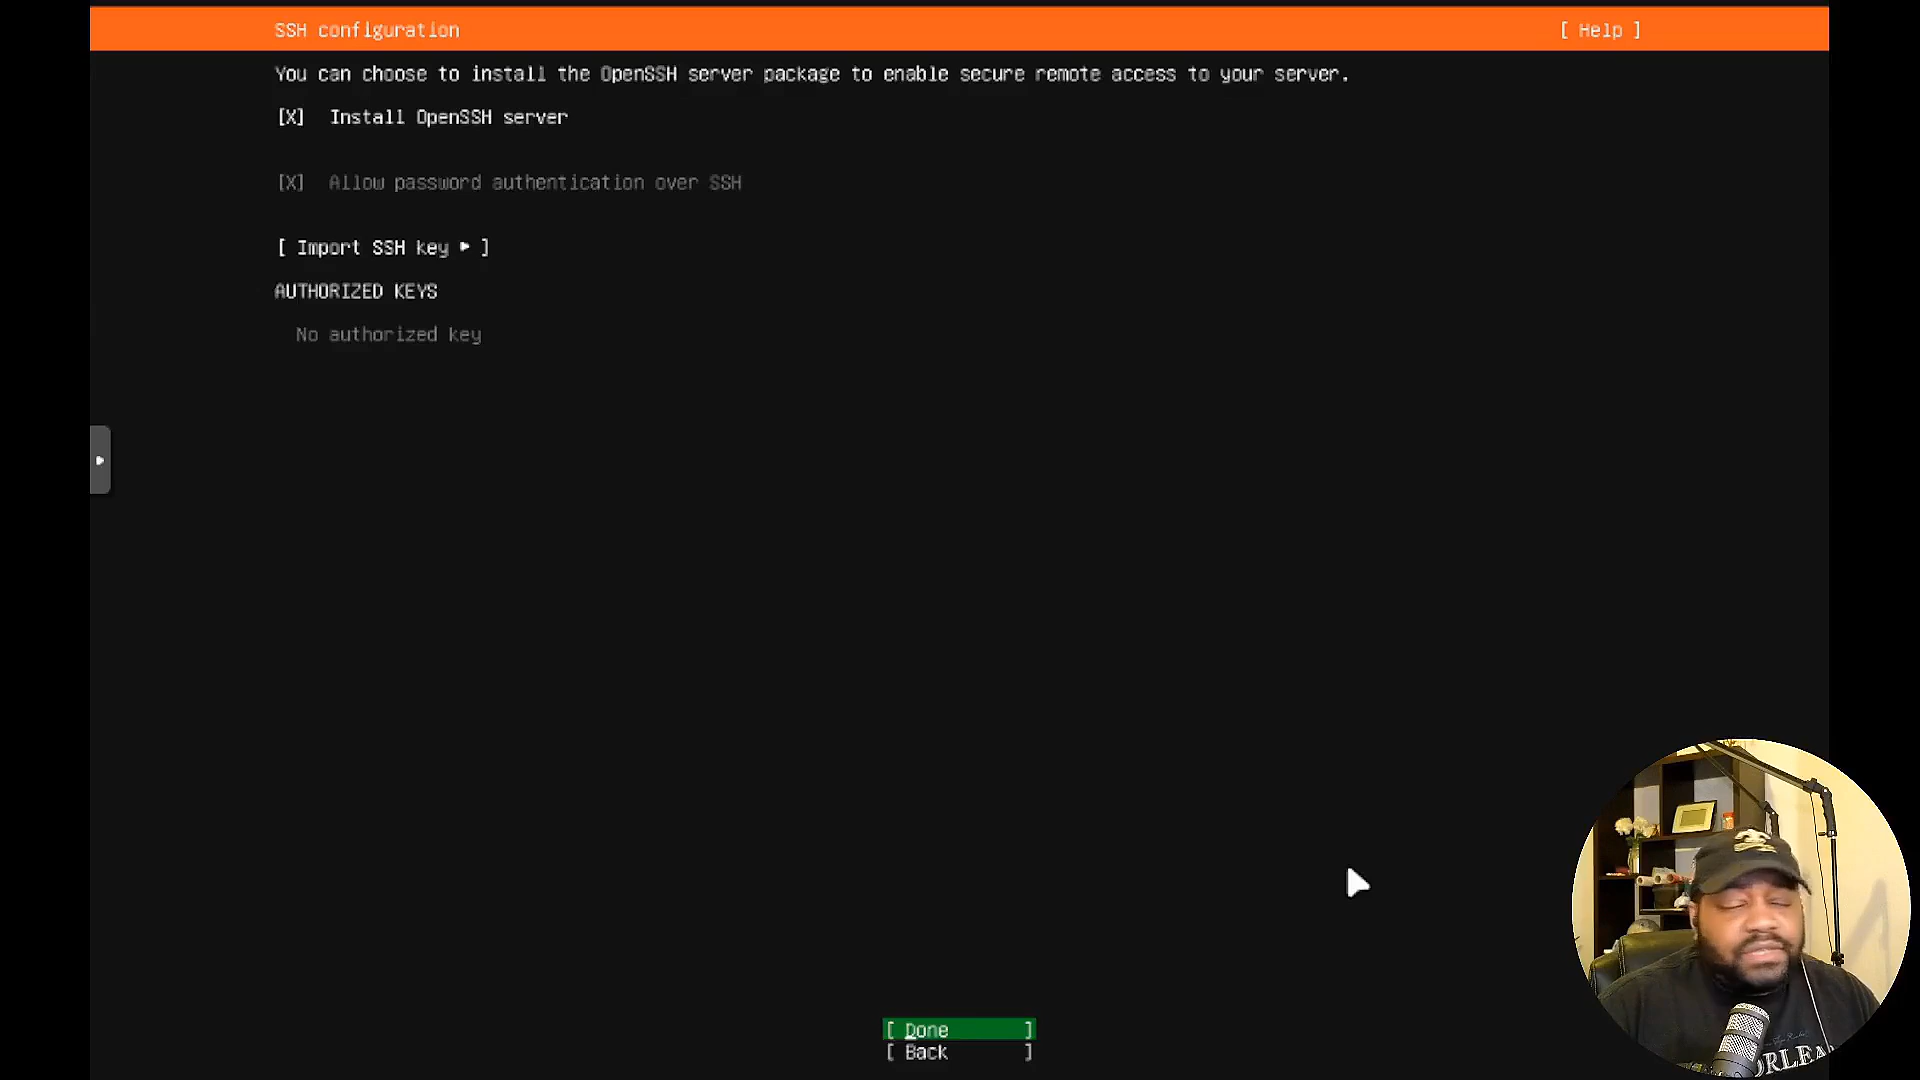 SSH configuration [ Help ]
You can choose to install the OpenSSH server package to enable secure remote access to your server.
[X] Install OpenSSH server
[X] Allow password authentication over SSH
[ Import SSH key ▸ ]
AUTHORIZED KEYS
No authorized key
[ Done ]
[ Back ]